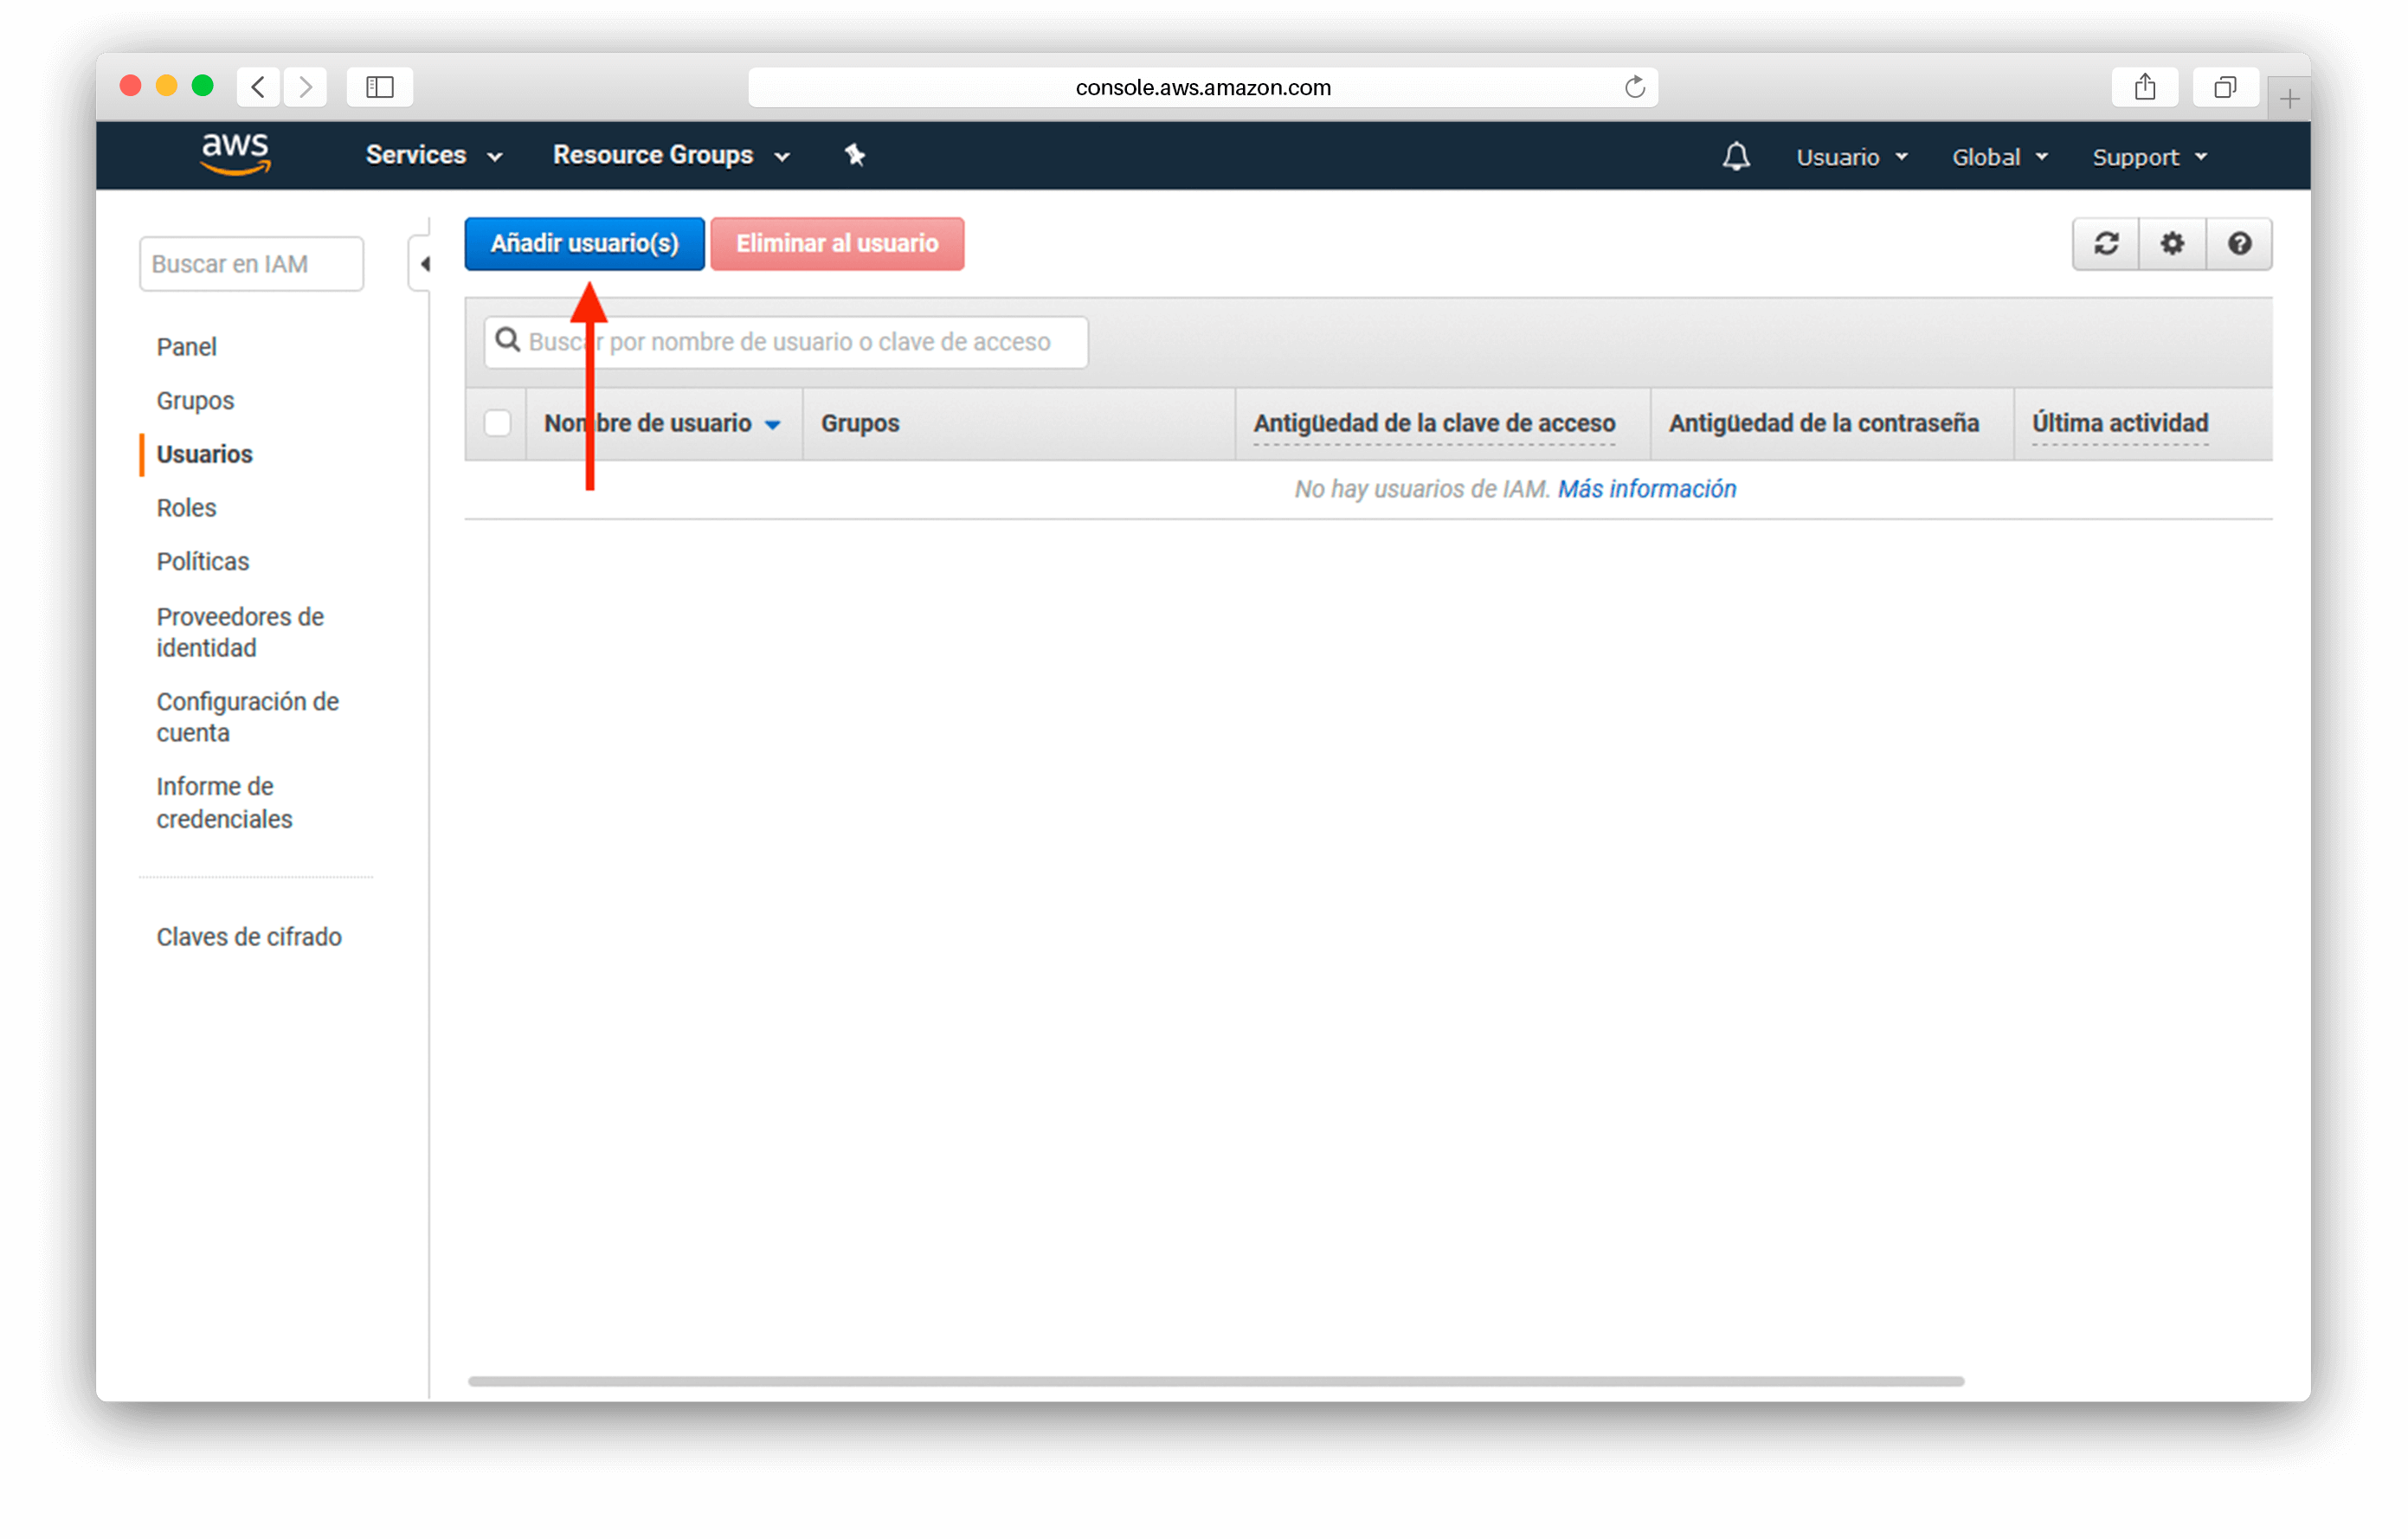 console.aws.amazon.com
aws
Services
Resource Groups
Usuario
Global
Support
Buscar en IAM
Panel
Grupos
Usuarios
Roles
Políticas
Proveedores de
identidad
Configuración de
cuenta
Informe de
credenciales
Claves de cifrado
Añadir usuario(s)
Eliminar al usuario
Buscar por nombre de usuario o clave de acceso
Nombre de usuario
Grupos
Antigüedad de la clave de acceso
Antigüedad de la contraseña
Última actividad
No hay usuarios de IAM. Más información